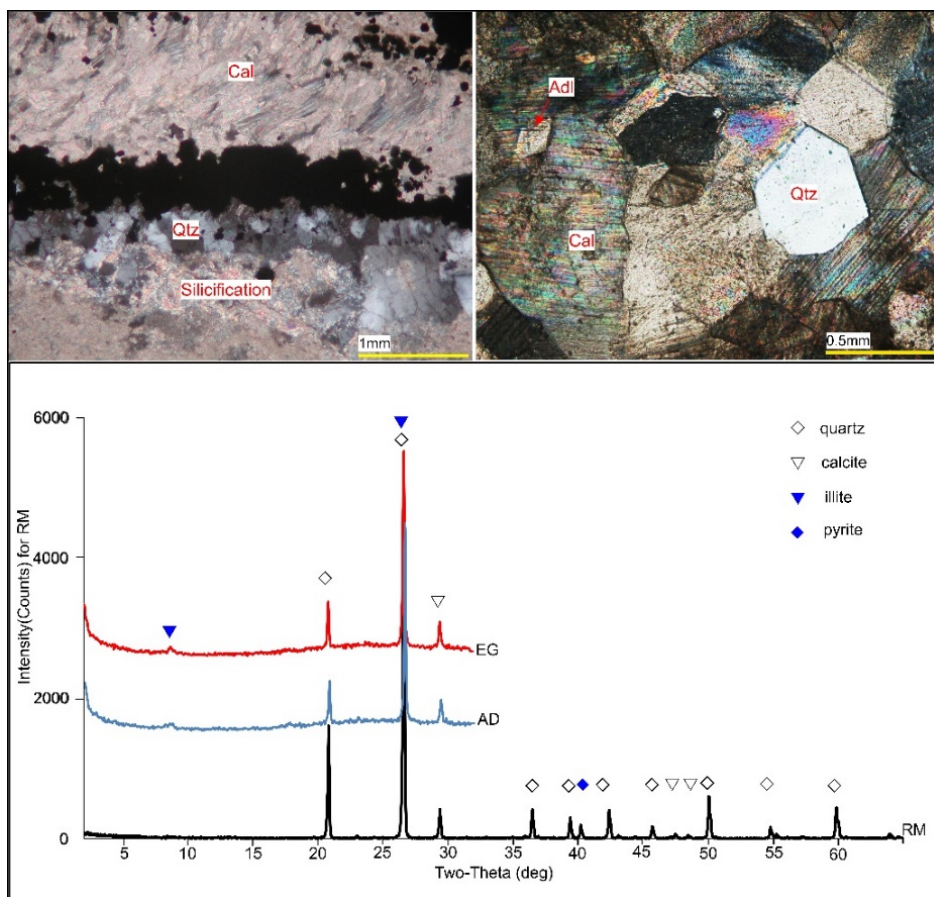 Cal
Qtz
Silicification
1mm
Adl
Qtz
Cal
0.5mm
6000
4000
2000
0
Intensity(Counts) for RM
quartz
calcite
illite
pyrite
EG
AD
RM
5 10 15 20 25 30 35 40 45 50 55 60
Two-Theta (deg)